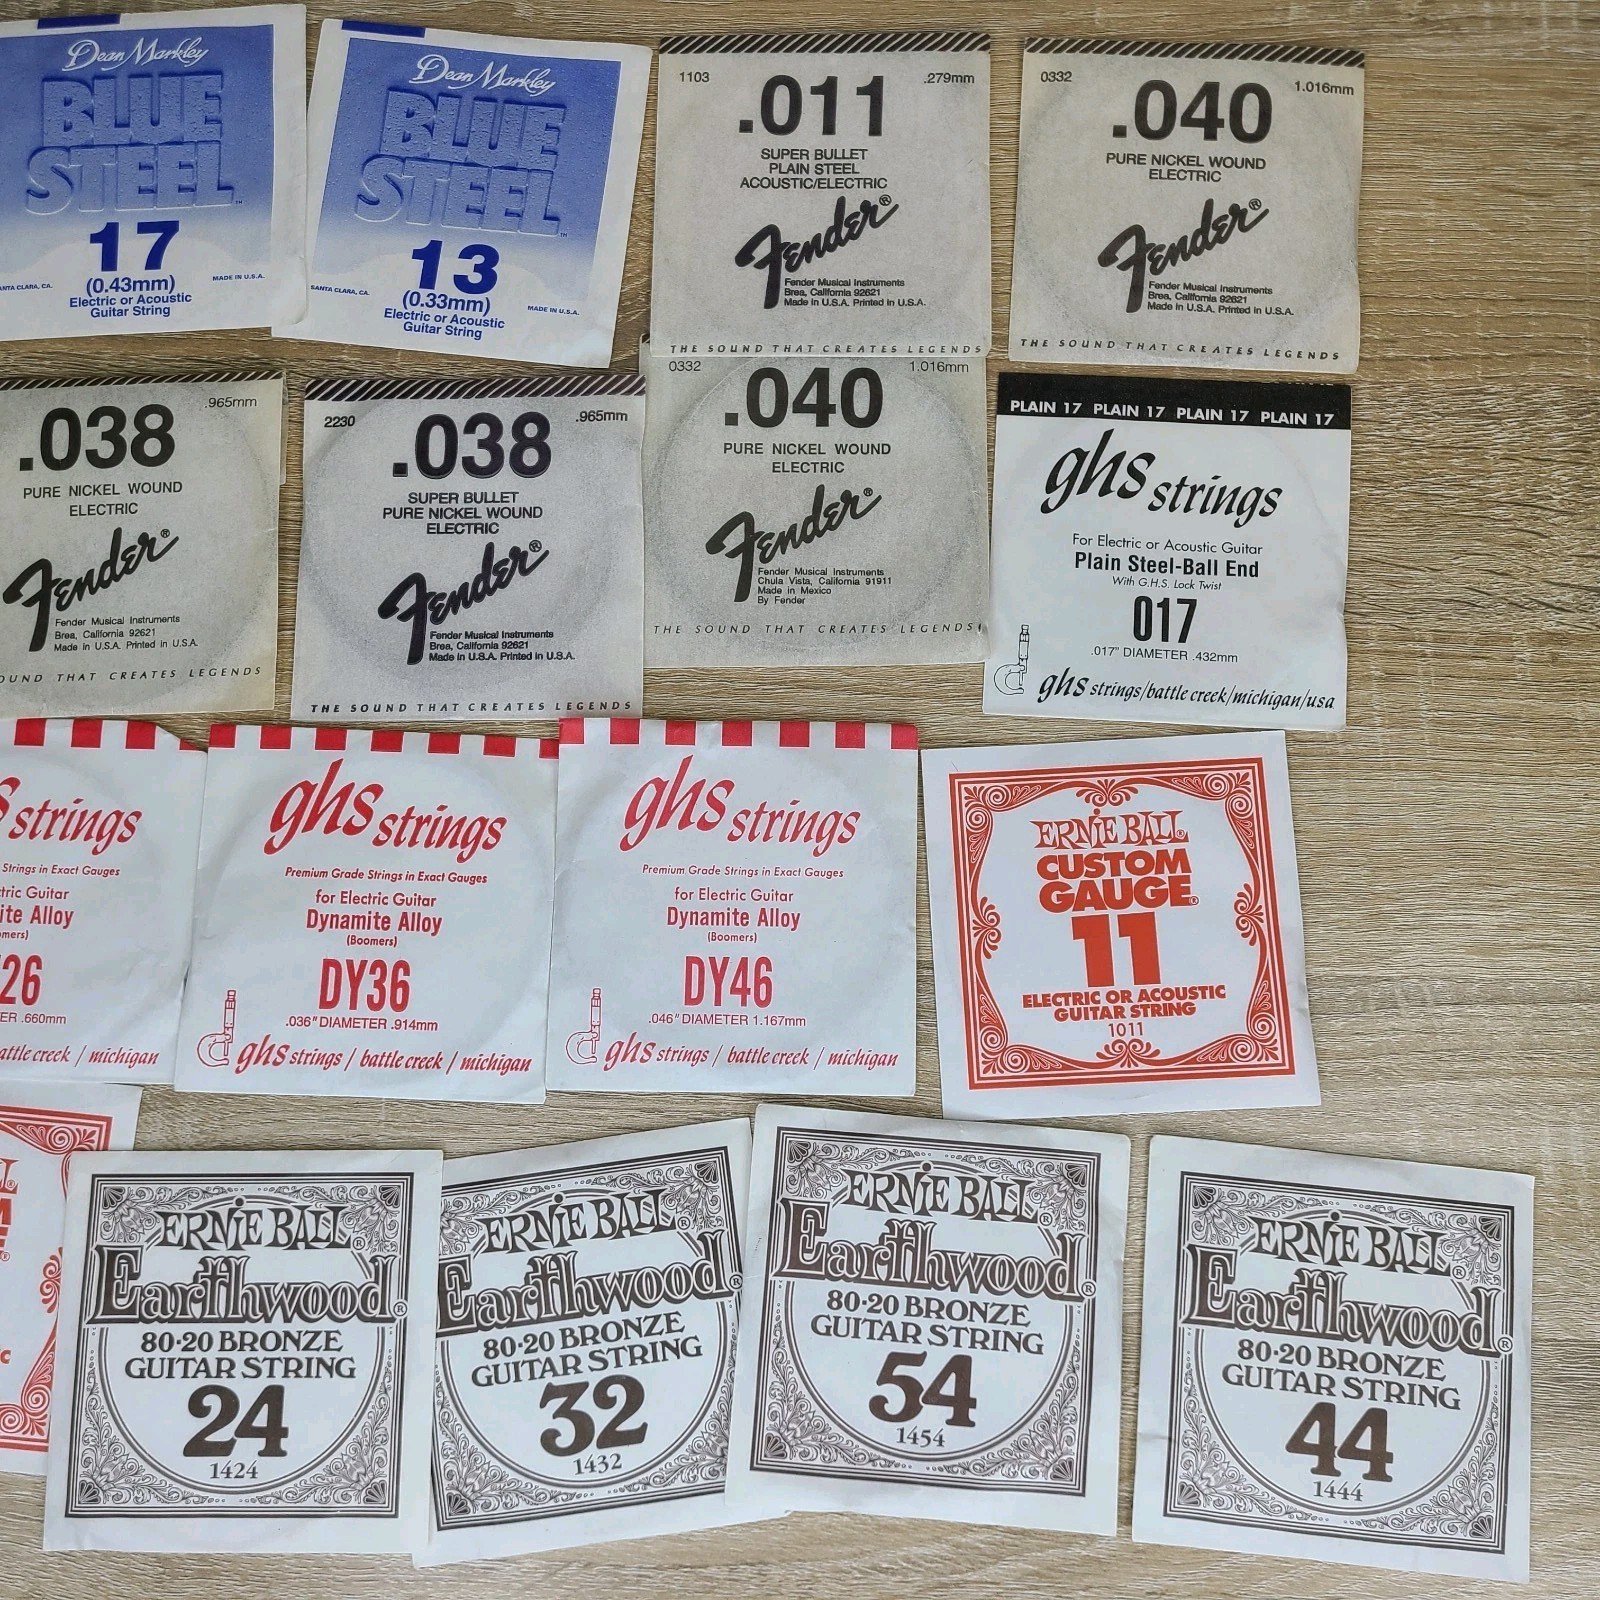 Dean Markley
BLUE
STEEL™
17
(0.43mm)
Electric or Acoustic
Guitar String
CLARA, CA.
MADE IN U.S.A.
Dean Markley
BLUE
STEEL™
13
(0.33mm)
Electric or Acoustic
Guitar String
SANTA CLARA, CA.
MADE IN U.S.A.
1103
.279mm
.011
SUPER BULLET
PLAIN STEEL
ACOUSTIC/ELECTRIC
Fender®
Fender Musical Instruments
Brea, California 92621
Made in U.S.A. Printed in U.S.A.
THE SOUND THAT CREATES LEGENDS
0332
1.016mm
.040
PURE NICKEL WOUND
ELECTRIC
Fender®
Fender Musical Instruments
Brea, California 92621
Made in U.S.A. Printed in U.S.A.
THE SOUND THAT CREATES LEGENDS
.965mm
.038
PURE NICKEL WOUND
ELECTRIC
Fender®
Fender Musical Instruments
Brea, California 92621
Made in U.S.A. Printed in U.S.A.
THAT CREATES LEGENDS
2230
.965mm
.038
SUPER BULLET
PURE NICKEL WOUND
ELECTRIC
Fender®
Fender Musical Instruments
Brea, California 92621
Made in U.S.A. Printed in U.S.A.
THE SOUND THAT CREATES LEGENDS
0332
1.016mm
.040
PURE NICKEL WOUND
ELECTRIC
Fender®
Fender Musical Instruments
Chula Vista, California 91911
Made in Mexico
By Fender
THE SOUND THAT CREATES LEGENDS
PLAIN 17 PLAIN 17 PLAIN 17 PLAIN 17
ghs strings
For Electric or Acoustic Guitar
Plain Steel-Ball End
With G.H.S. Lock Twist
017
.017" DIAMETER .432mm
ghs strings/battle creek/michigan/usa
strings
Strings in Exact Gauges
Guitar
Alloy
26
.660mm
creek / michigan
ghs strings
Premium Grade Strings in Exact Gauges
for Electric Guitar
Dynamite Alloy
(Boomers)
DY36
.036" DIAMETER .914mm
ghs strings / battle creek / michigan
ghs strings
Premium Grade Strings in Exact Gauges
for Electric Guitar
Dynamite Alloy
(Boomers)
DY46
.046" DIAMETER 1.167mm
ghs strings / battle creek / michigan
ERNIE BALL®
CUSTOM
GAUGE®
11
ELECTRIC OR ACOUSTIC
GUITAR STRING
1011
ERNIE BALL®
Earthwood®
80·20 BRONZE
GUITAR STRING
24
1424
ERNIE BALL®
Earthwood®
80·20 BRONZE
GUITAR STRING
32
1432
ERNIE BALL®
Earthwood®
80·20 BRONZE
GUITAR STRING
54
1454
ERNIE BALL®
Earthwood®
80·20 BRONZE
GUITAR STRING
44
1444